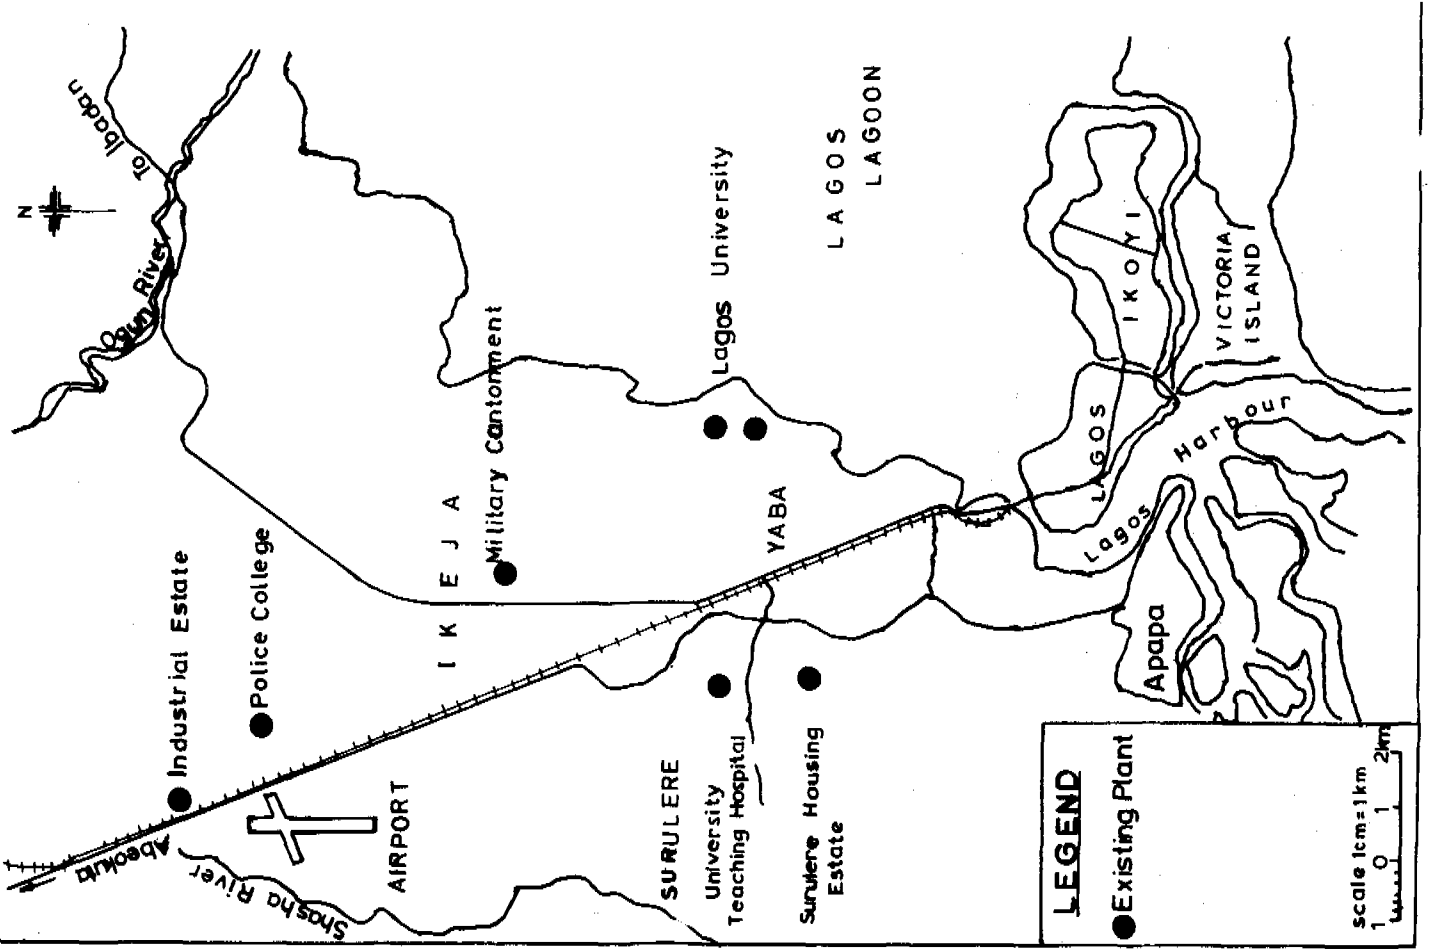 To Ibadan
N
Ogun River
Industrial Estate
Police College
IKEJA
Military Cantonment
Lagos University
LAGOS
LAGOON
YABA
IKOYI
VICTORIA
ISLAND
LAGOS
Lagos Harbour
Apapa
Abeokuta
Shasha River
AIRPORT
SURULERE
University
Teaching Hospital
Surulere Housing
Estate
LEGEND
Existing Plant
scale 1cm=1km
1 0 1 2km